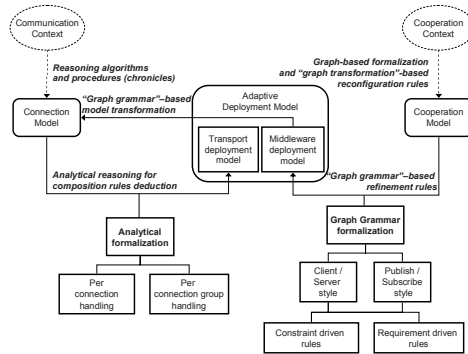 Communication
Context
Cooperation
Context
Reasoning algorithms
and procedures (chronicles)
Graph-based formalization
and "graph transformation"-based
reconfiguration rules
"Graph grammar"–based
model transformation
Adaptive
Deployment Model
Connection
Model
Cooperation
Model
Transport
deployment
model
Middleware
deployment
model
Analytical reasoning for
composition rules deduction
"Graph grammar"–based
refinement rules
Analytical
formalization
Graph Grammar
formalization
Per
connection
handling
Per
connection group
handling
Client /
Server
style
Publish /
Subscribe
style
Constraint driven
rules
Requirement driven
rules